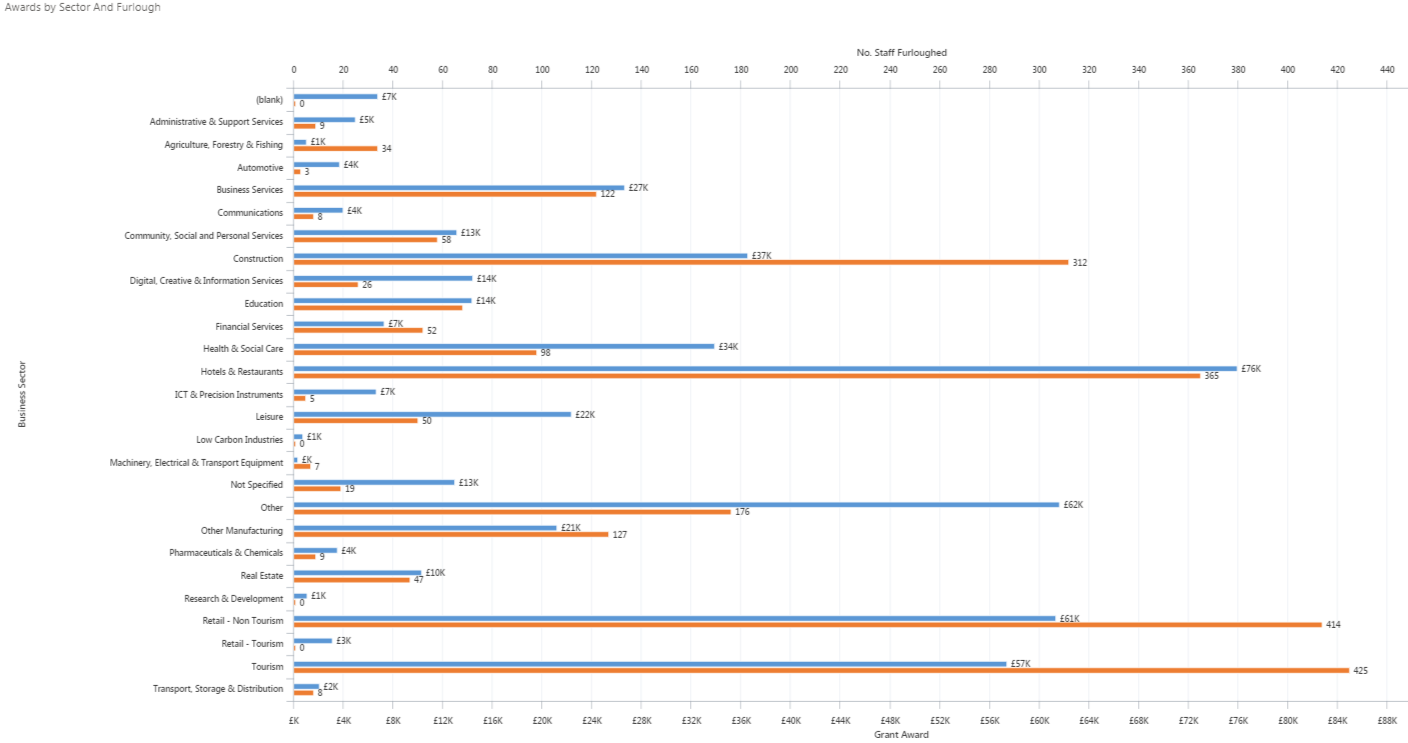 Awards by Sector And Furlough
No. Staff Furloughed
0 20 40 60 80 100 120 140 160 180 200 220 240 260 280 300 320 340 360 380 400 420 440
Business Sector
(blank) £7K
0
Administrative & Support Services £5K
9
Agriculture, Forestry & Fishing £1K
34
Automotive £4K
3
Business Services £27K
122
Communications £4K
8
Community, Social and Personal Services £13K
58
Construction £37K
312
Digital, Creative & Information Services £14K
26
Education £14K
Financial Services £7K
52
Health & Social Care £34K
98
Hotels & Restaurants £76K
365
ICT & Precision Instruments £7K
5
Leisure £22K
50
Low Carbon Industries £1K
0
Machinery, Electrical & Transport Equipment £K
7
Not Specified £13K
19
Other £62K
176
Other Manufacturing £21K
127
Pharmaceuticals & Chemicals £4K
9
Real Estate £10K
47
Research & Development £1K
0
Retail - Non Tourism £61K
414
Retail - Tourism £3K
0
Tourism £57K
425
Transport, Storage & Distribution £2K
8
£K £4K £8K £12K £16K £20K £24K £28K £32K £36K £40K £44K £48K £52K £56K £60K £64K £68K £72K £76K £80K £84K £88K
Grant Award